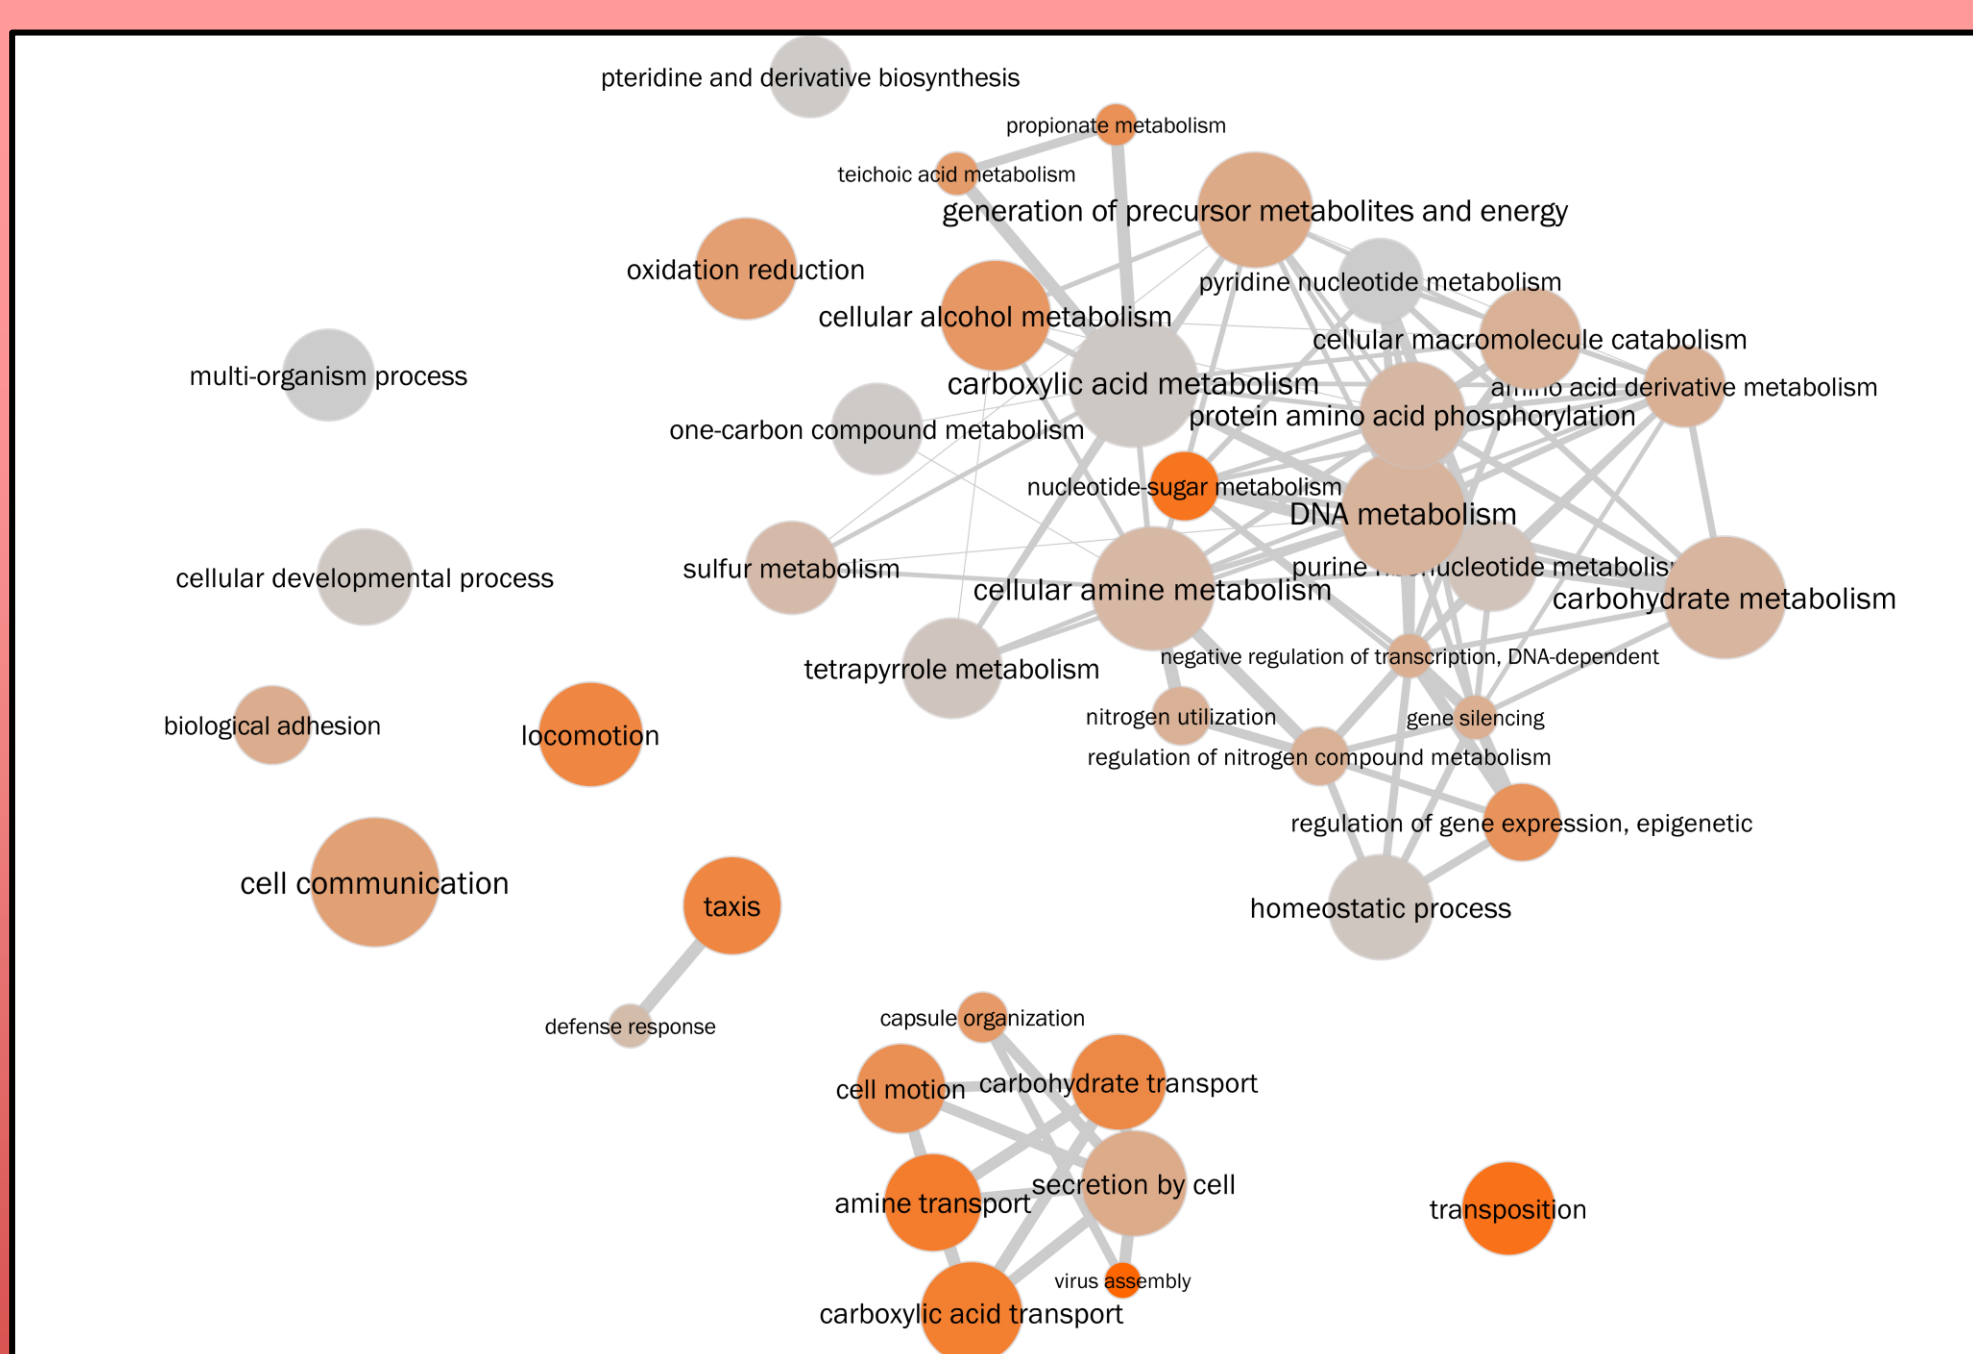 pteridine and derivative biosynthesis
propionate metabolism
teichoic acid metabolism
generation of precursor metabolites and energy
oxidation reduction
pyridine nucleotide metabolism
cellular alcohol metabolism
cellular macromolecule catabolism
multi-organism process
carboxylic acid metabolism
amino acid derivative metabolism
protein amino acid phosphorylation
one-carbon compound metabolism
nucleotide-sugar metabolism
DNA metabolism
sulfur metabolism
purine nucleotide metabolism
cellular developmental process
cellular amine metabolism
carbohydrate metabolism
tetrapyrrole metabolism
negative regulation of transcription, DNA-dependent
nitrogen utilization
gene silencing
biological adhesion
locomotion
regulation of nitrogen compound metabolism
regulation of gene expression, epigenetic
cell communication
taxis
homeostatic process
defense response
capsule organization
cell motion
carbohydrate transport
secretion by cell
amine transport
transposition
virus assembly
carboxylic acid transport